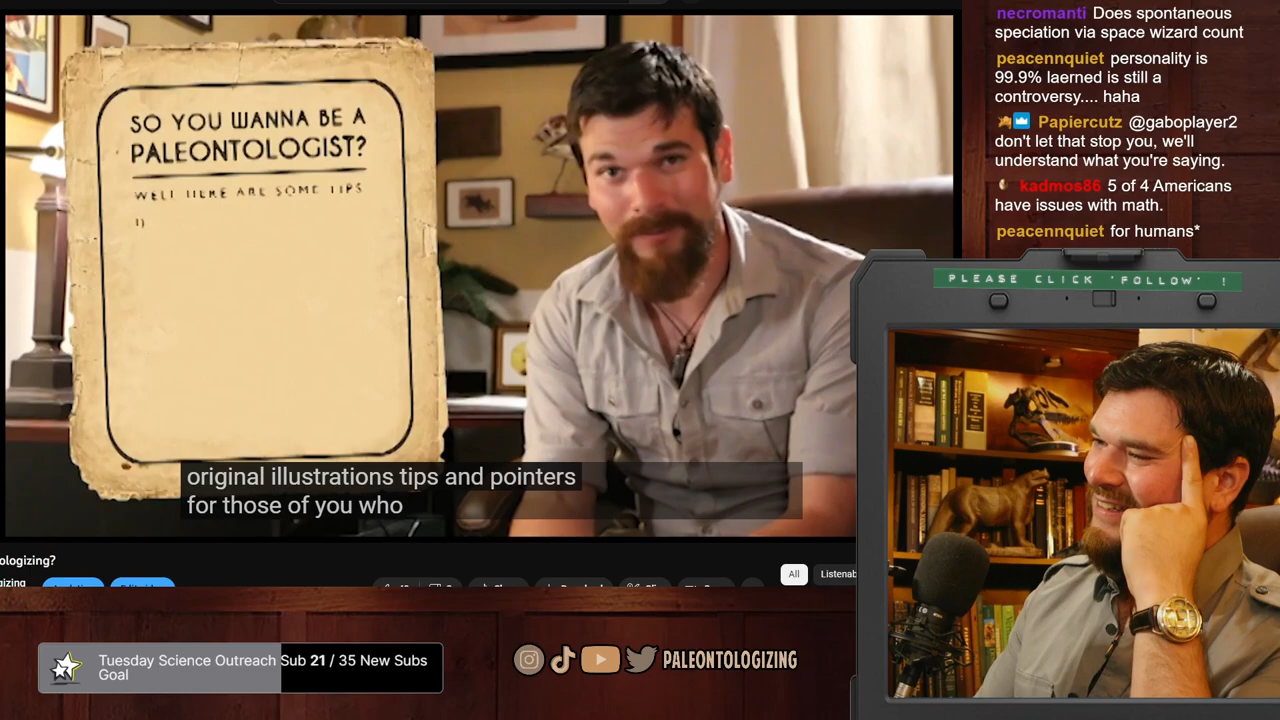 SO YOU WANNA BE A
PALEONTOLOGIST?
WELL HERE ARE SOME TIPS
1)
original illustrations tips and pointers
for those of you who
ologizing?
gizing
All
Listenab
necromanti Does spontaneous
speciation via space wizard count
peacennquiet personality is
99.9% laerned is still a
controversy.... haha
Papiercutz @gaboplayer2
don't let that stop you, we'll
understand what you're saying.
kadmos86 5 of 4 Americans
have issues with math.
peacennquiet for humans*
PLEASE CLICK "FOLLOW" !
Tuesday Science Outreach Sub 21 / 35 New Subs
Goal
PALEONTOLOGIZING